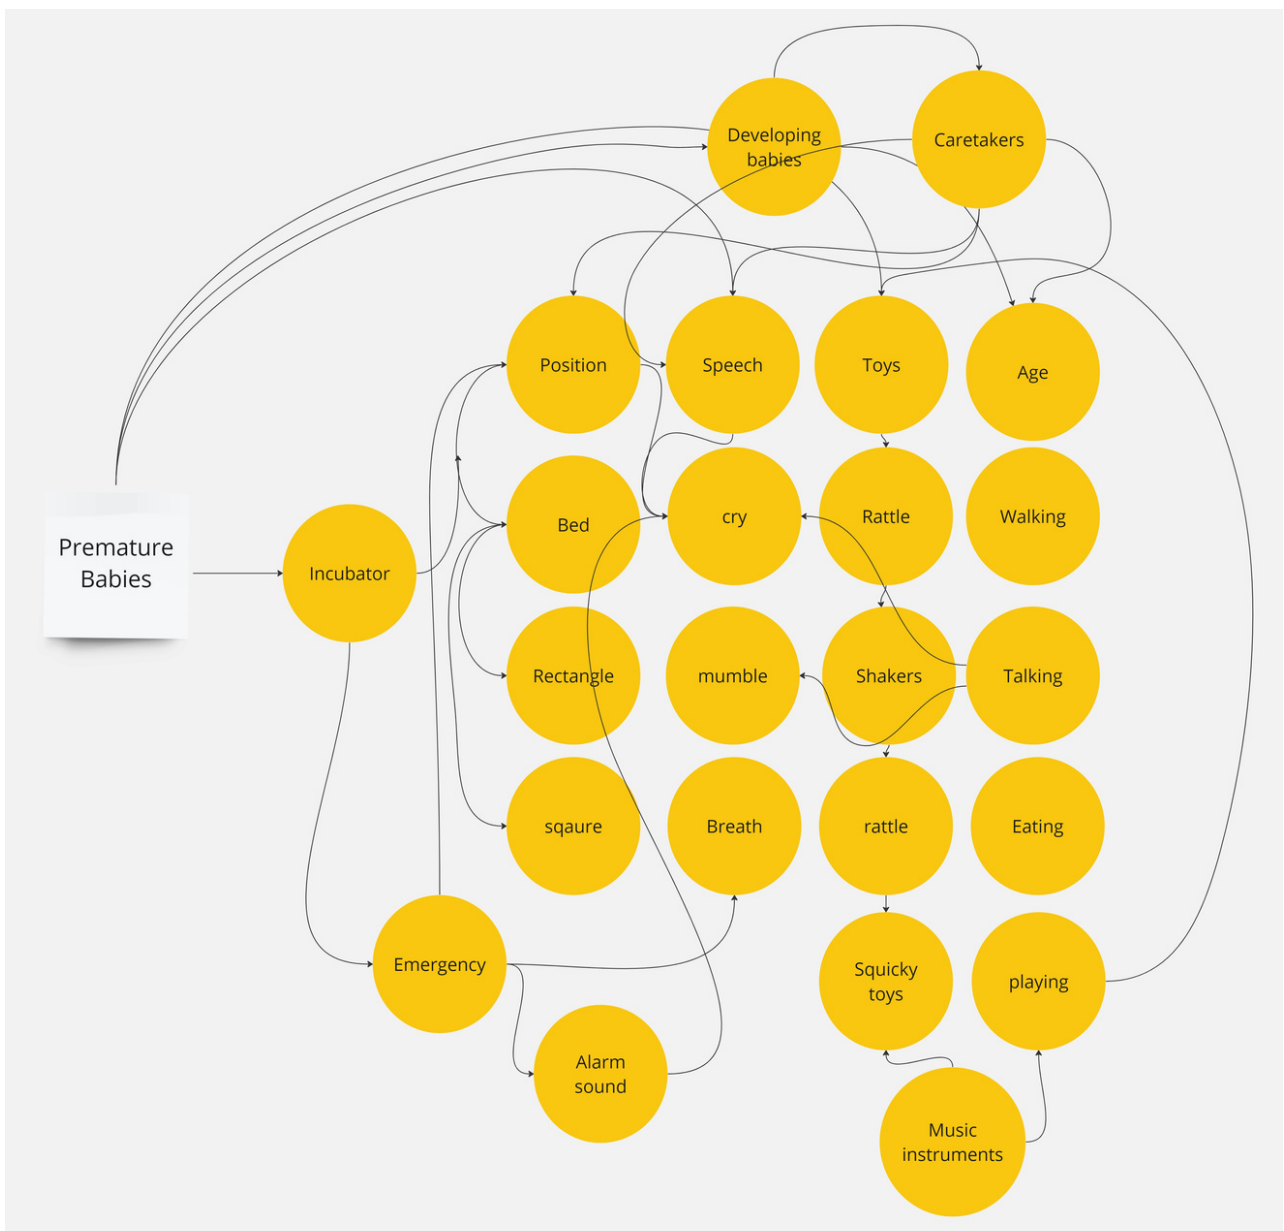 Developing
babies
Caretakers
Position
Speech
Toys
Age
Premature
Babies
Incubator
Bed
cry
Rattle
Walking
Rectangle
mumble
Shakers
Talking
sqaure
Breath
rattle
Eating
Emergency
Squicky
toys
playing
Alarm
sound
Music
instruments